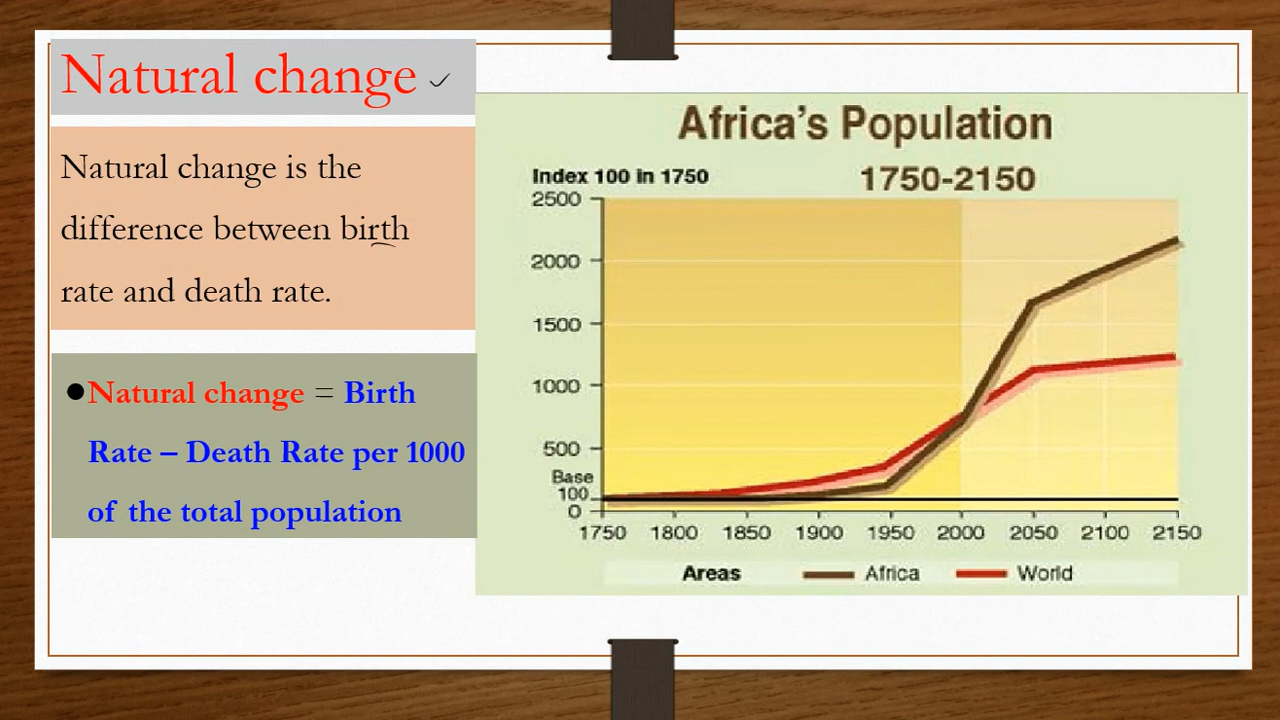 Natural change
Natural change is the
difference between birth
rate and death rate.
●Natural change = Birth
Rate – Death Rate per 1000
of the total population
Africa's Population
Index 100 in 1750
1750-2150
2500
2000
1500
1000
500
Base
100
0
1750 1800 1850 1900 1950 2000 2050 2100 2150
Areas Africa World